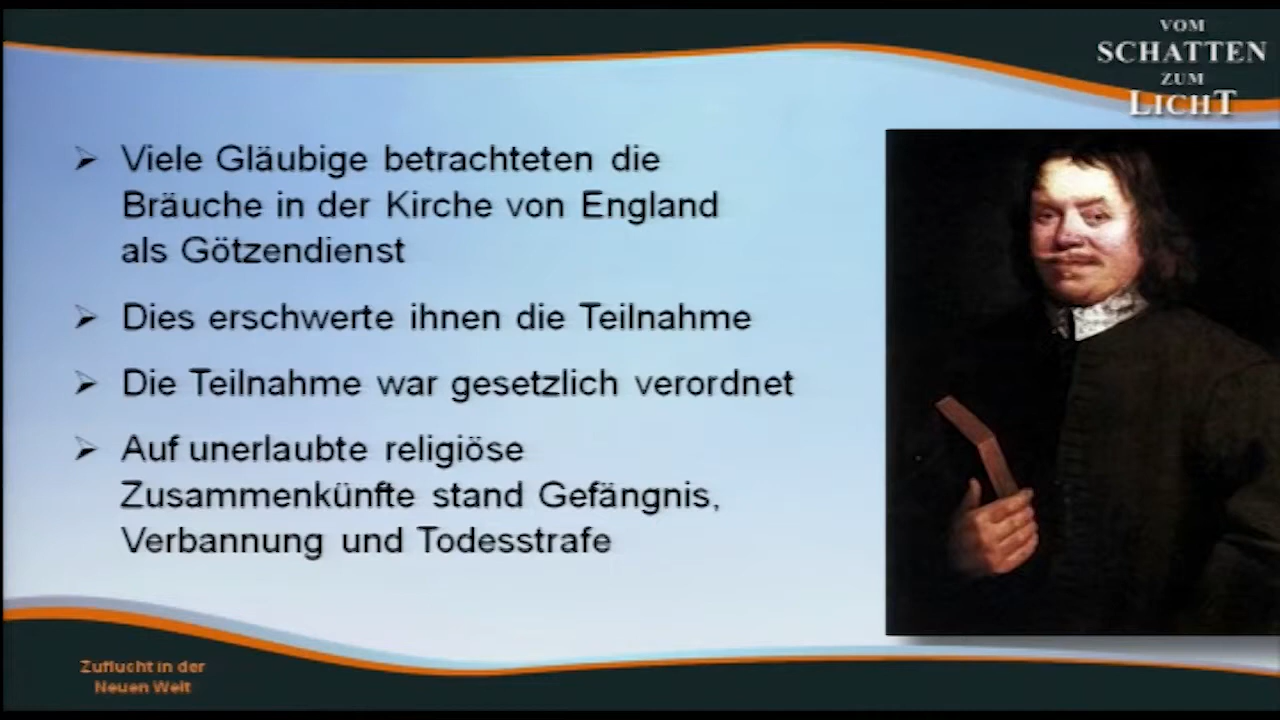 VOM
SCHATTEN
ZUM
LICHT
Viele Gläubige betrachteten die
Bräuche in der Kirche von England
als Götzendienst
Dies erschwerte ihnen die Teilnahme
Die Teilnahme war gesetzlich verordnet
Auf unerlaubte religiöse
Zusammenkünfte stand Gefängnis,
Verbannung und Todesstrafe
Zuflucht in der
Neuen Welt